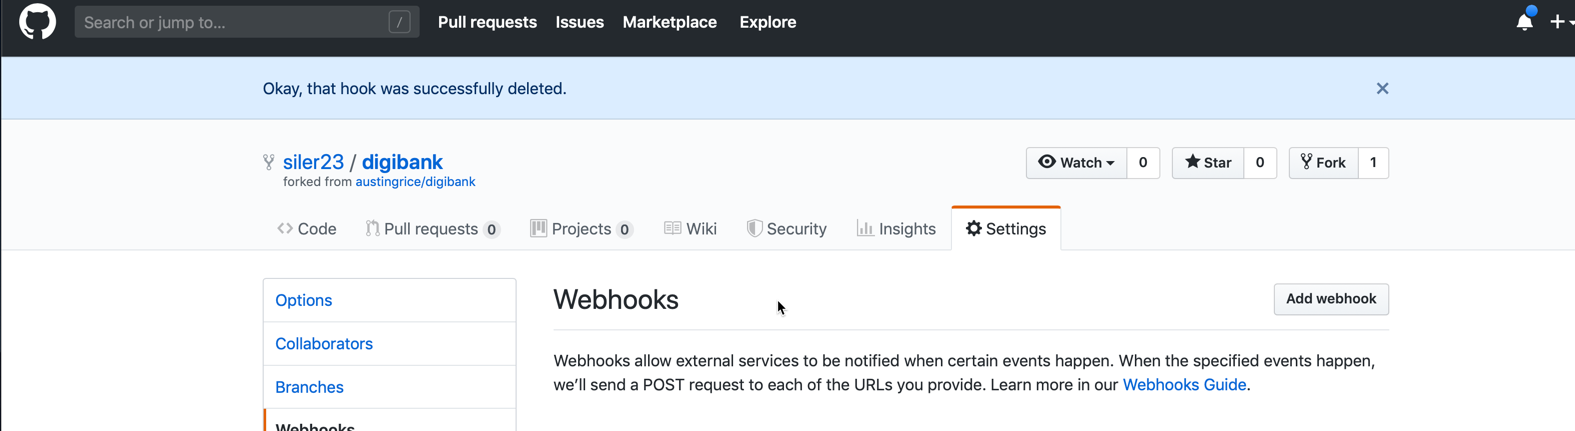 Search or jump to... / Pull requests Issues Marketplace Explore
Okay, that hook was successfully deleted.
siler23 / digibank Watch 0 Star 0 Fork 1
forked from austingrice/digibank
Code Pull requests 0 Projects 0 Wiki Security Insights Settings
Options
Collaborators
Branches
Webhooks
Webhooks Add webhook
Webhooks allow external services to be notified when certain events happen. When the specified events happen,
we'll send a POST request to each of the URLs you provide. Learn more in our Webhooks Guide.